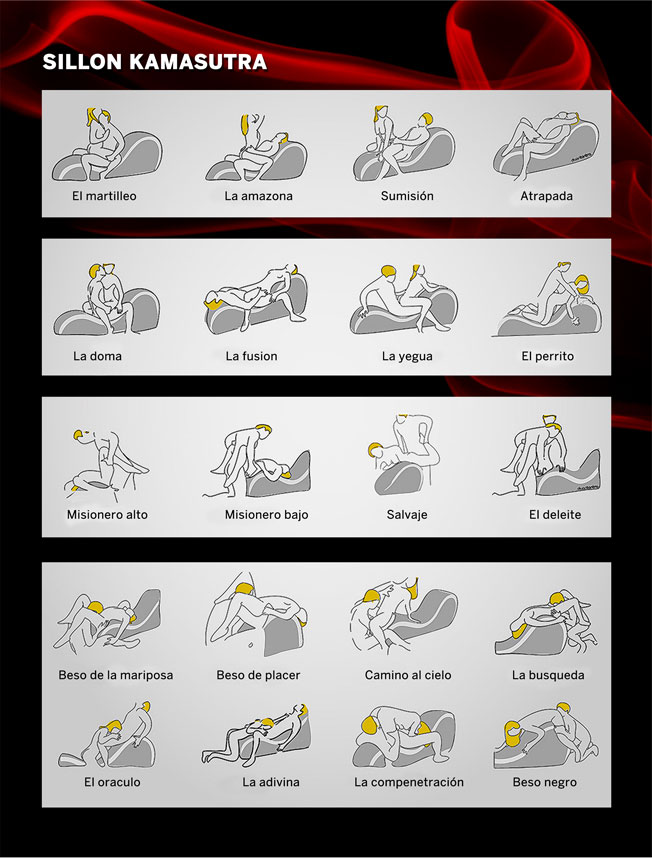 SILLON KAMASUTRA
El martilleo
La amazona
Sumisión
Atrapada
La doma
La fusion
La yegua
El perrito
Misionero alto
Misionero bajo
Salvaje
El deleite
Beso de la mariposa
Beso de placer
Camino al cielo
La busqueda
El oraculo
La adivina
La compenetración
Beso negro